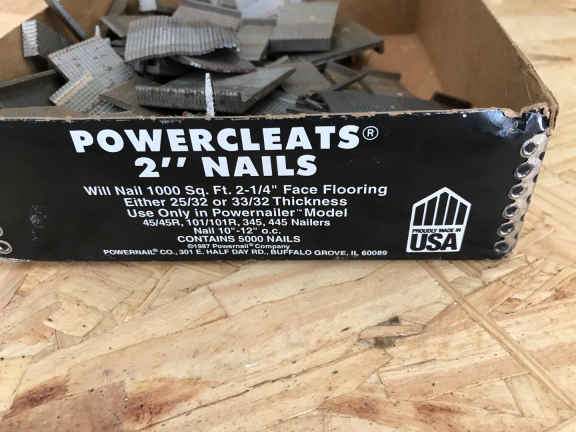 POWERCLEATS®
2" NAILS
Will Nail 1000 Sq. Ft. 2-1/4" Face Flooring
Either 25/32 or 33/32 Thickness
Use Only in Powernailer™ Model
45/45R, 101/101R, 345, 445 Nailers
Nail 10"-12" o.c.
CONTAINS 5000 NAILS
©1987 Powernail® Company
POWERNAIL® CO., 301 E. HALF DAY RD., BUFFALO GROVE, IL 60089
PROUDLY MADE IN
USA